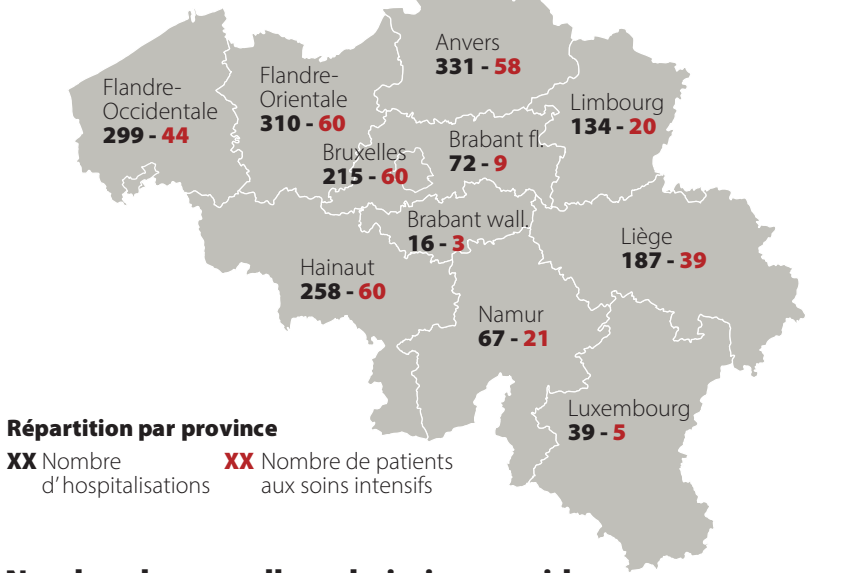 Anvers
331 - 58
Flandre-
Occidentale
299 - 44
Flandre-
Orientale
310 - 60
Limbourg
134 - 20
Bruxelles
215 - 60
Brabant fl.
72 - 9
Brabant wall.
16 - 3
Liège
187 - 39
Hainaut
258 - 60
Namur
67 - 21
Luxembourg
39 - 5
Répartition par province
XX Nombre
d'hospitalisations
XX Nombre de patients
aux soins intensifs